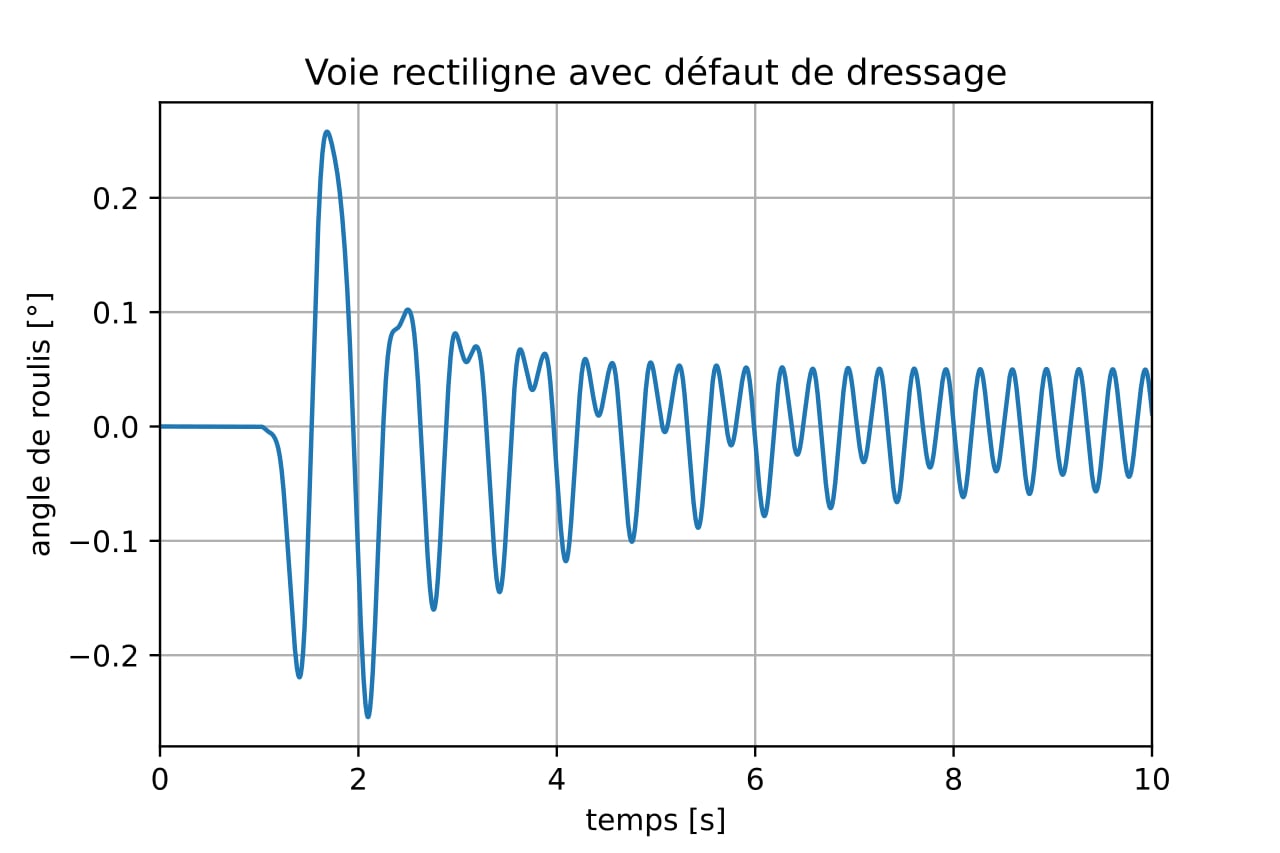 Voie rectiligne avec défaut de dressage
angle de roulis [°]
0.2
0.1
0.0
−0.1
−0.2
0 2 4 6 8 10
temps [s]